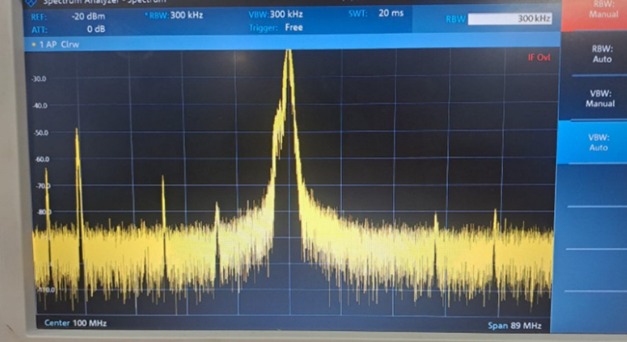 Spectrum Analyzer - Spectrum
REF: -20 dBm *RBW: 300 kHz VBW: 300 kHz SWT: 20 ms RBW 300 kHz
ATT: 0 dB Trigger: Free
1 AP Clrw
IF Ovl
-30.0
-40.0
-50.0
-60.0
-70.0
-80.0
Center 100 MHz Span 89 MHz
RBW:
Manual
RBW:
Auto
VBW:
Manual
VBW:
Auto